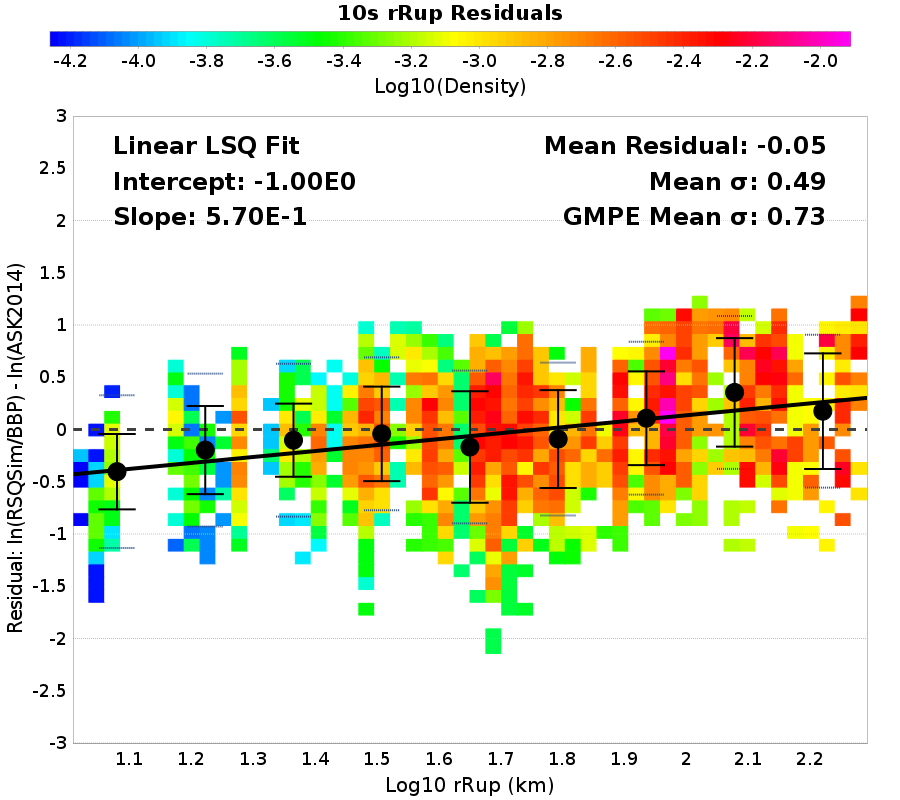 10s rRup Residuals
-4.2 -4.0 -3.8 -3.6 -3.4 -3.2 -3.0 -2.8 -2.6 -2.4 -2.2 -2.0
Log10(Density)
Linear LSQ Fit
Intercept: -1.00E0
Slope: 5.70E-1
Mean Residual: -0.05
Mean σ: 0.49
GMPE Mean σ: 0.73
Residual: ln(RSQSim/BBP) - ln(ASK2014)
3
2.5
2
1.5
1
0.5
0
-0.5
-1
-1.5
-2
-2.5
-3
1.1 1.2 1.3 1.4 1.5 1.6 1.7 1.8 1.9 2 2.1 2.2
Log10 rRup (km)